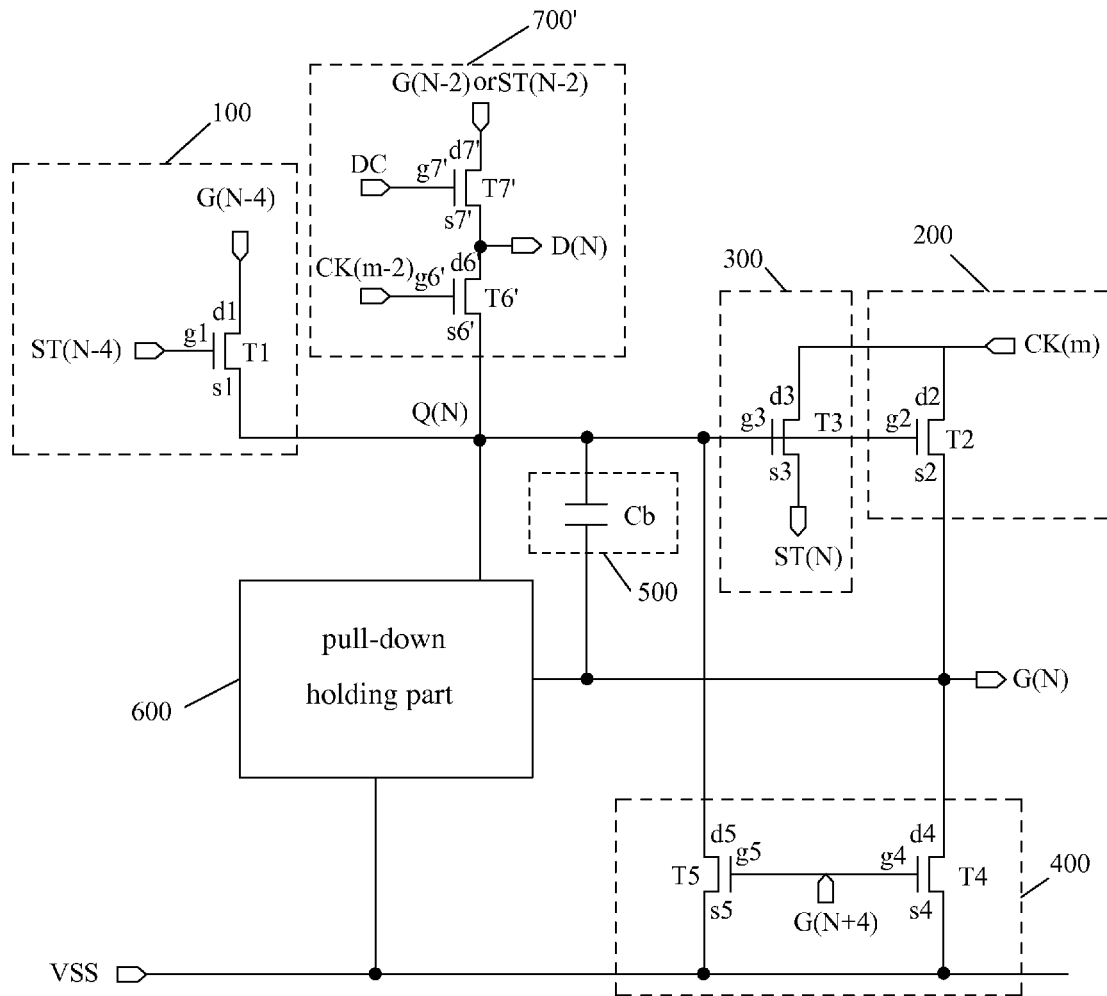 700'
G(N-2) or ST(N-2)
100
d7'
DC
g7'
T7'
G(N-4)
s7'
D(N)
200
300
CK(m-2)
g6'
d6'
T6'
d1
g1
s6'
ST(N-4)
T1
CK(m)
s1
d3
d2
Q(N)
g3
T3
g2
T2
s3
s2
Cb
ST(N)
500
pull-down
holding part
G(N)
600
d5
d4
g5
g4
T5
T4
400
s5
s4
G(N+4)
VSS